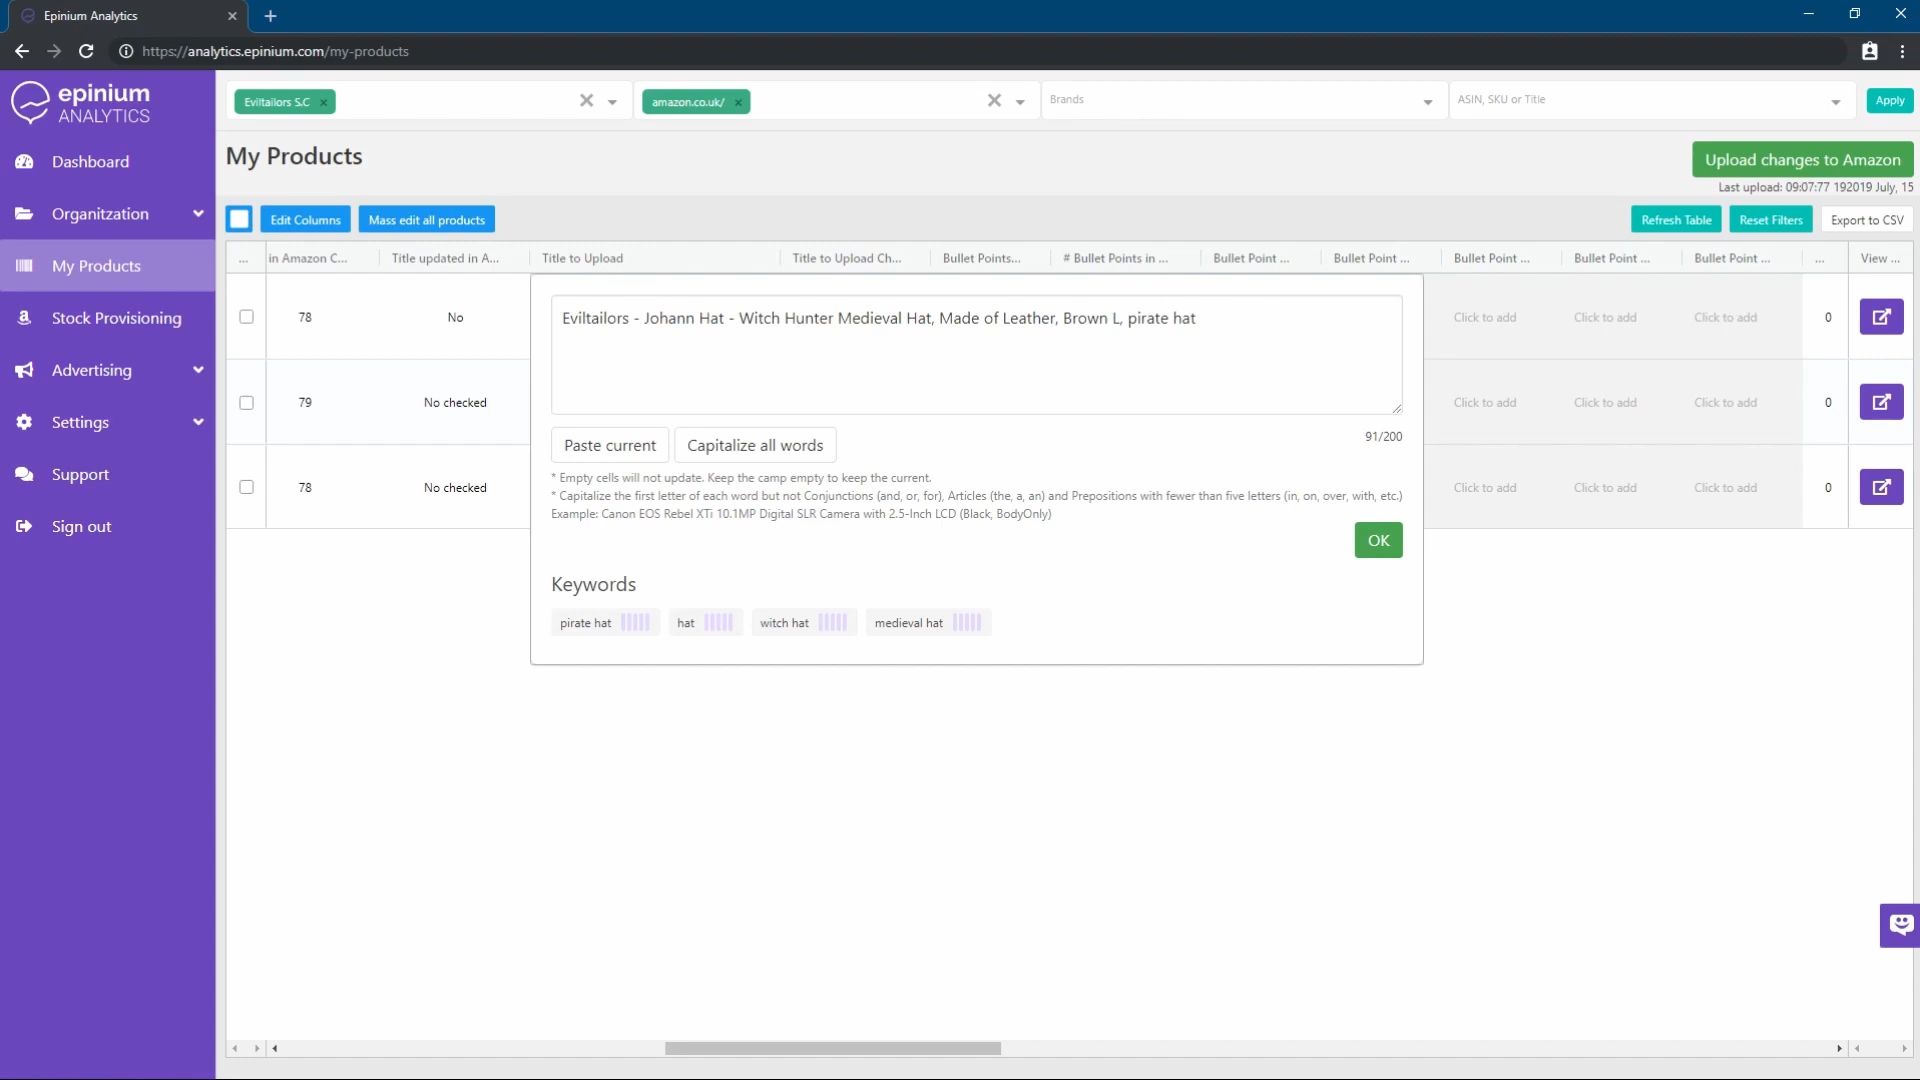 Epinium Analytics
https://analytics.epinium.com/my-products
epinium
ANALYTICS
Eviltailors S.C
amazon.co.uk/
Brands
ASIN, SKU or Title
Apply
Dashboard
Organitzation
My Products
Stock Provisioning
Advertising
Settings
Support
Sign out
My Products
Upload changes to Amazon
Last upload: 09:07:77 192019 July, 15
Edit Columns
Mass edit all products
Refresh Table
Reset Filters
Export to CSV
... in Amazon C... Title updated in A... Title to Upload Title to Upload Ch... Bullet Points... # Bullet Points in ... Bullet Point ... Bullet Point ... Bullet Point ... Bullet Point ... Bullet Point ... ... View ...
78 No Click to add Click to add Click to add 0
79 No checked Click to add Click to add Click to add 0
78 No checked Click to add Click to add Click to add 0
Eviltailors - Johann Hat - Witch Hunter Medieval Hat, Made of Leather, Brown L, pirate hat
Paste current
Capitalize all words
91/200
* Empty cells will not update. Keep the camp empty to keep the current.
* Capitalize the first letter of each word but not Conjunctions (and, or, for), Articles (the, a, an) and Prepositions with fewer than five letters (in, on, over, with, etc.)
Example: Canon EOS Rebel XTi 10.1MP Digital SLR Camera with 2.5-Inch LCD (Black, BodyOnly)
OK
Keywords
pirate hat
hat
witch hat
medieval hat